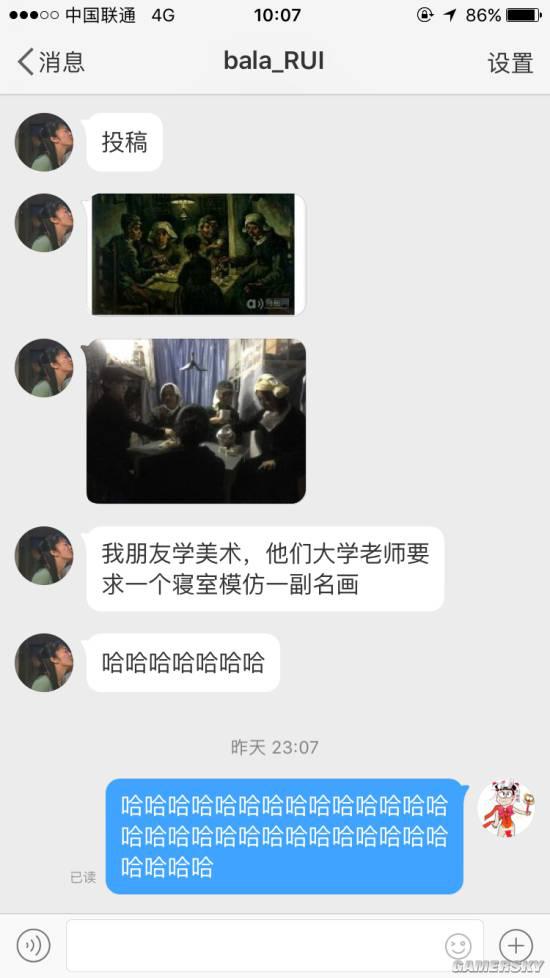 中国联通 4G 10:07 86%
消息 bala_RUI 设置
投稿
我朋友学美术，他们大学老师要
求一个寝室模仿一副名画
哈哈哈哈哈哈哈
昨天 23:07
哈哈哈哈哈哈哈哈哈哈哈哈哈哈
哈哈哈哈哈哈哈哈哈哈哈哈哈哈
哈哈哈哈
已读
GAMERSKY